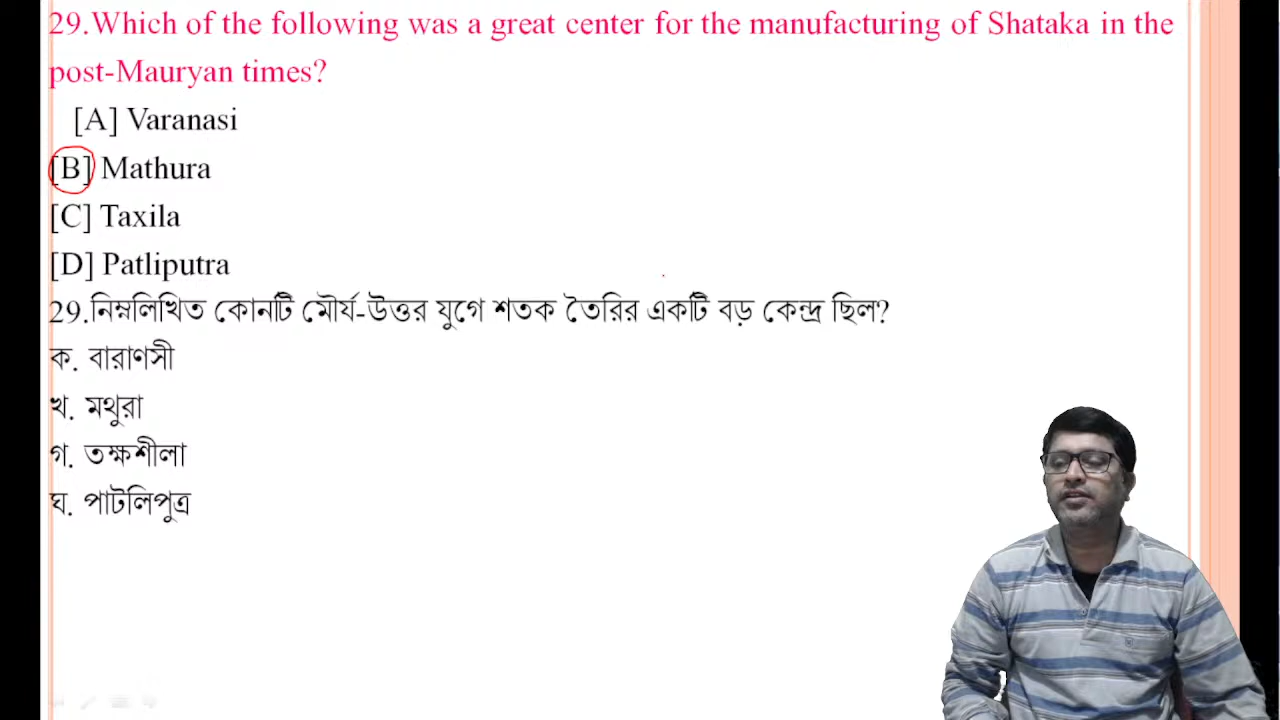 29.Which of the following was a great center for the manufacturing of Shataka in the
post-Mauryan times?
[A] Varanasi
[B] Mathura
[C] Taxila
[D] Patliputra
29.নিম্নলিখিত কোনটি মৌর্য-উত্তর যুগে শতক তৈরির একটি বড় কেন্দ্র ছিল?
ক. বারাণসী
খ. মথুরা
গ. তক্ষশীলা
ঘ. পাটলিপুত্র